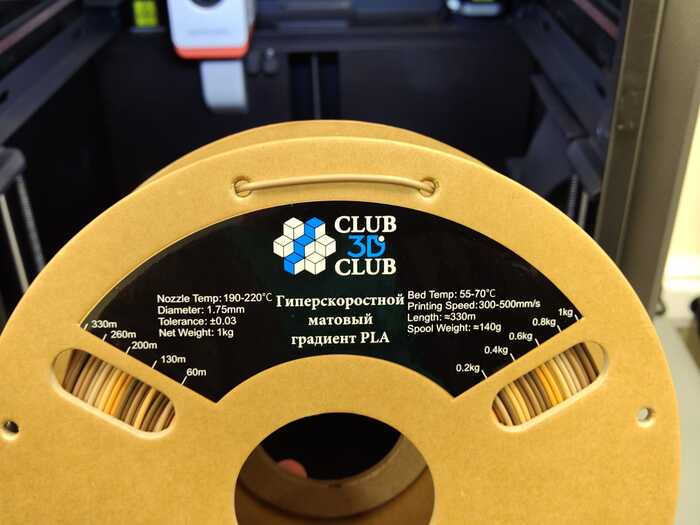 CLUB
3D
CLUB
Nozzle Temp: 190-220℃
Diameter: 1.75mm
Tolerance: ±0.03
Net Weight: 1kg
Гиперскоростной
матовый
градиент PLA
Bed Temp: 55-70℃
Printing Speed:300-500mm/s
Length: ≈330m
Spool Weight: ≈140g
330m
260m
200m
130m
60m
1kg
0.8kg
0.6kg
0.4kg
0.2kg